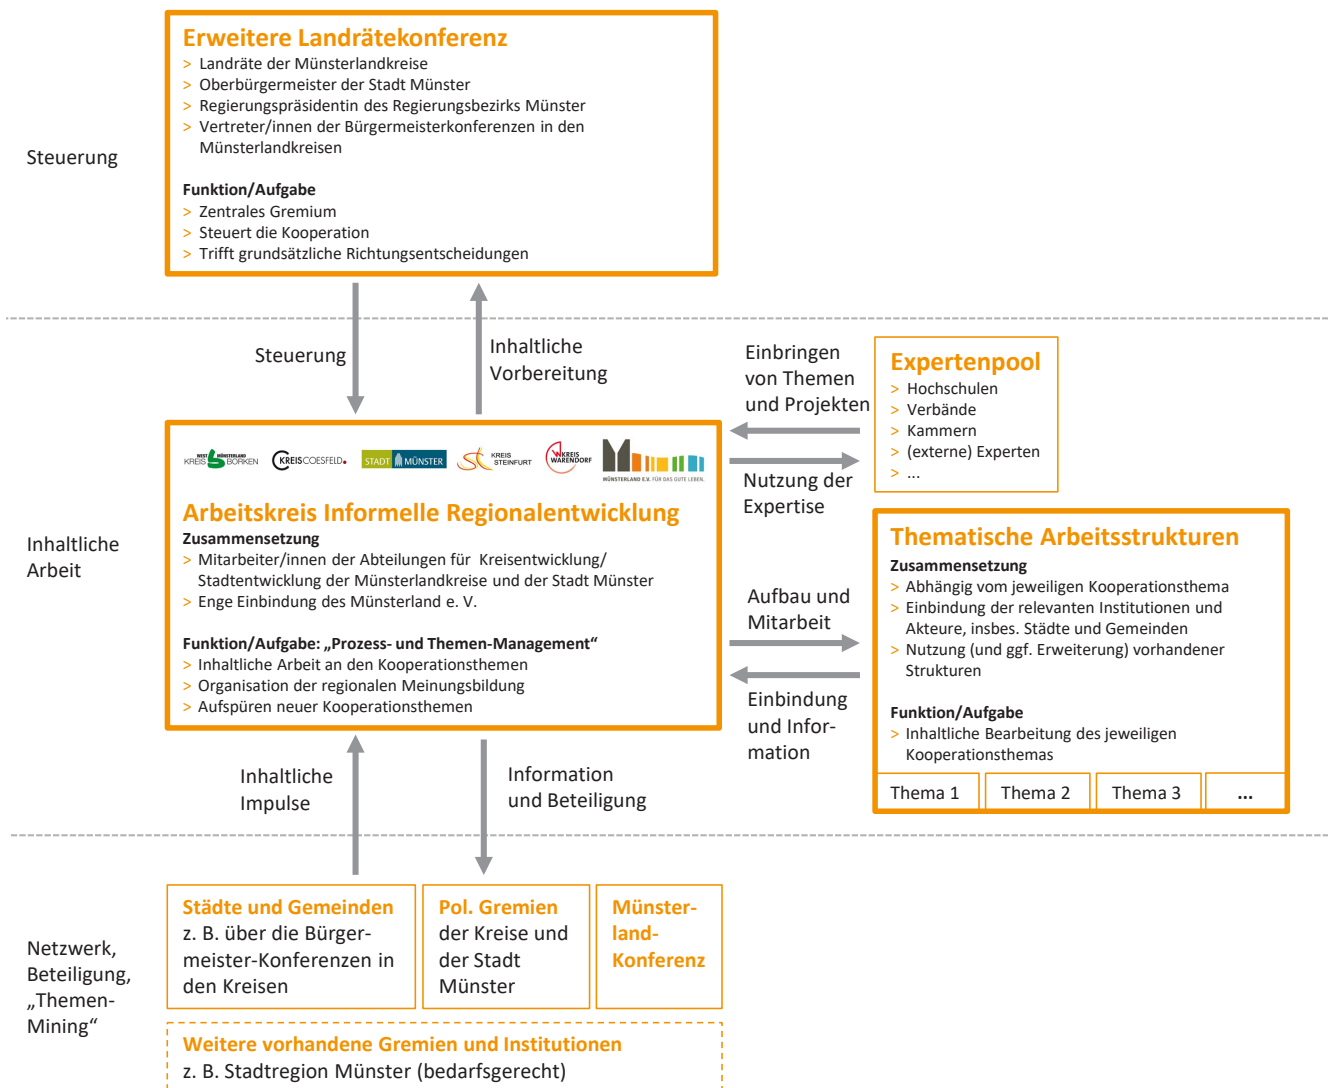 Erweitere Landrätekonferenz
> Landräte der Münsterlandkreise
> Oberbürgermeister der Stadt Münster
> Regierungspräsidentin des Regierungsbezirks Münster
> Vertreter/innen der Bürgermeisterkonferenzen in den
Münsterlandkreisen
Steuerung
Funktion/Aufgabe
> Zentrales Gremium
> Steuert die Kooperation
> Trifft grundsätzliche Richtungsentscheidungen
Steuerung
Inhaltliche
Vorbereitung
Einbringen
von Themen
und Projekten
Nutzung der
Expertise
Expertenpool
> Hochschulen
> Verbände
> Kammern
> (externe) Experten
> ...
WEST MÜNSTERLAND
KREIS BORKEN
KREIS COESFELD
STADT MÜNSTER
KREIS
STEINFURT
KREIS
WARENDORF
MÜNSTERLAND E.V. FÜR DAS GUTE LEBEN.
Inhaltliche
Arbeit
Arbeitskreis Informelle Regionalentwicklung
Zusammensetzung
> Mitarbeiter/innen der Abteilungen für Kreisentwicklung/
Stadtentwicklung der Münsterlandkreise und der Stadt Münster
> Enge Einbindung des Münsterland e. V.
Funktion/Aufgabe: „Prozess- und Themen-Management“
> Inhaltliche Arbeit an den Kooperationsthemen
> Organisation der regionalen Meinungsbildung
> Aufspüren neuer Kooperationsthemen
Aufbau und
Mitarbeit
Einbindung
und Infor-
mation
Thematische Arbeitsstrukturen
Zusammensetzung
> Abhängig vom jeweiligen Kooperationsthema
> Einbindung der relevanten Institutionen und
Akteure, insbes. Städte und Gemeinden
> Nutzung (und ggf. Erweiterung) vorhandener
Strukturen
Funktion/Aufgabe
> Inhaltliche Bearbeitung des jeweiligen
Kooperationsthemas
Thema 1
Thema 2
Thema 3
...
Inhaltliche
Impulse
Information
und Beteiligung
Netzwerk,
Beteiligung,
„Themen-
Mining“
Städte und Gemeinden
z. B. über die Bürger-
meister-Konferenzen in
den Kreisen
Pol. Gremien
der Kreise und
der Stadt
Münster
Münster-
land-
Konferenz
Weitere vorhandene Gremien und Institutionen
z. B. Stadtregion Münster (bedarfsgerecht)